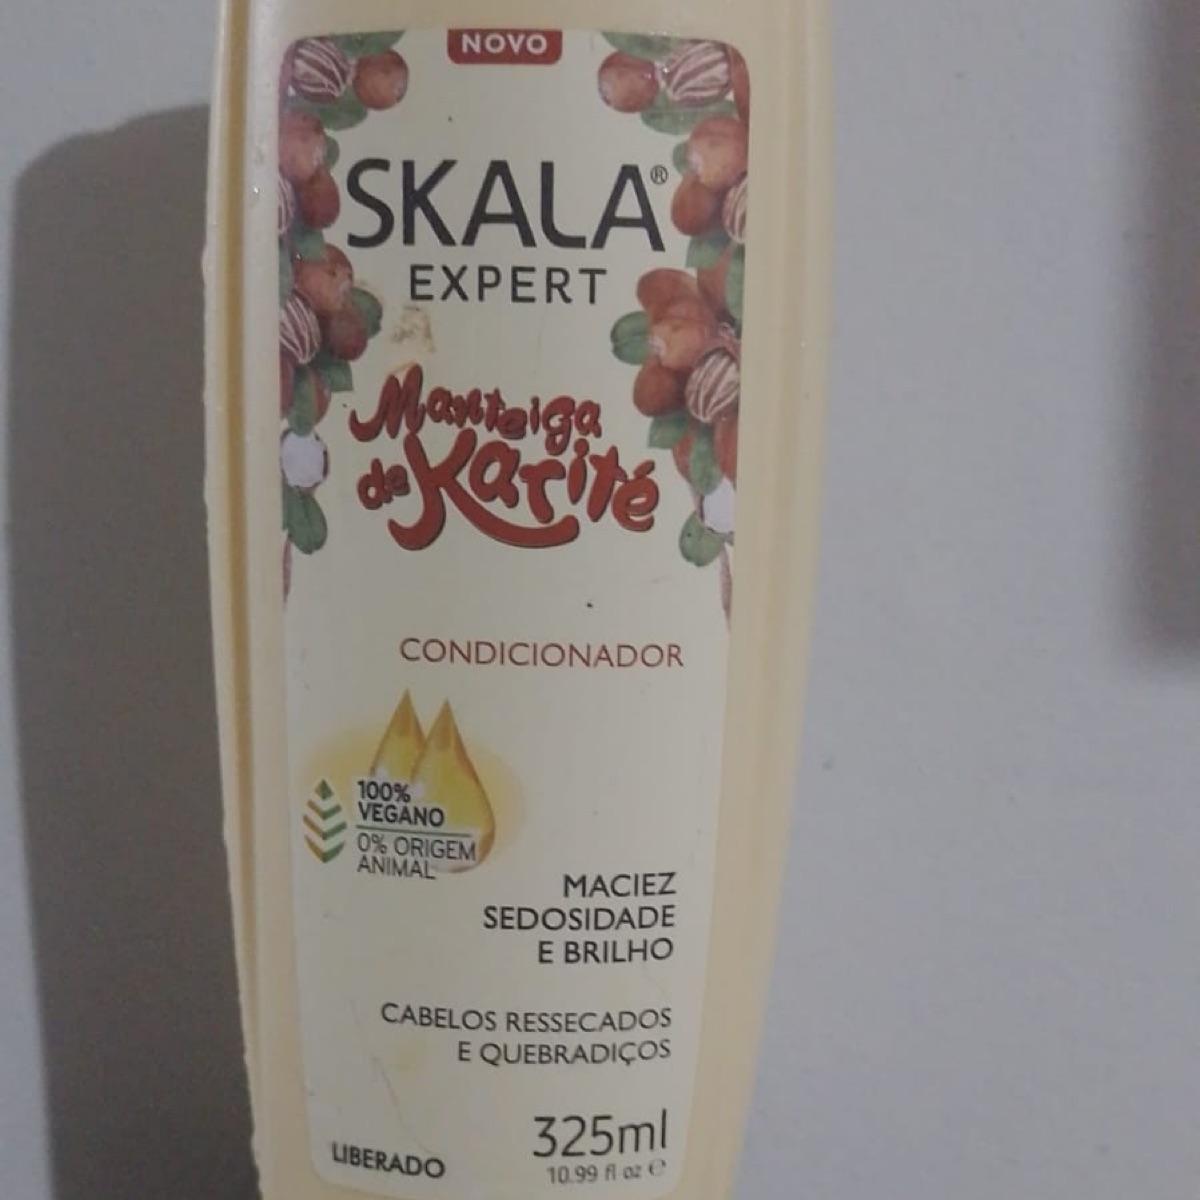 NOVO
SKALA®
EXPERT
Manteiga
de Karité
CONDICIONADOR
100%
VEGANO
0% ORIGEM
ANIMAL
MACIEZ
SEDOSIDADE
E BRILHO
CABELOS RESSECADOS
E QUEBRADIÇOS
325ml
10.99 fl oz ℮
LIBERADO